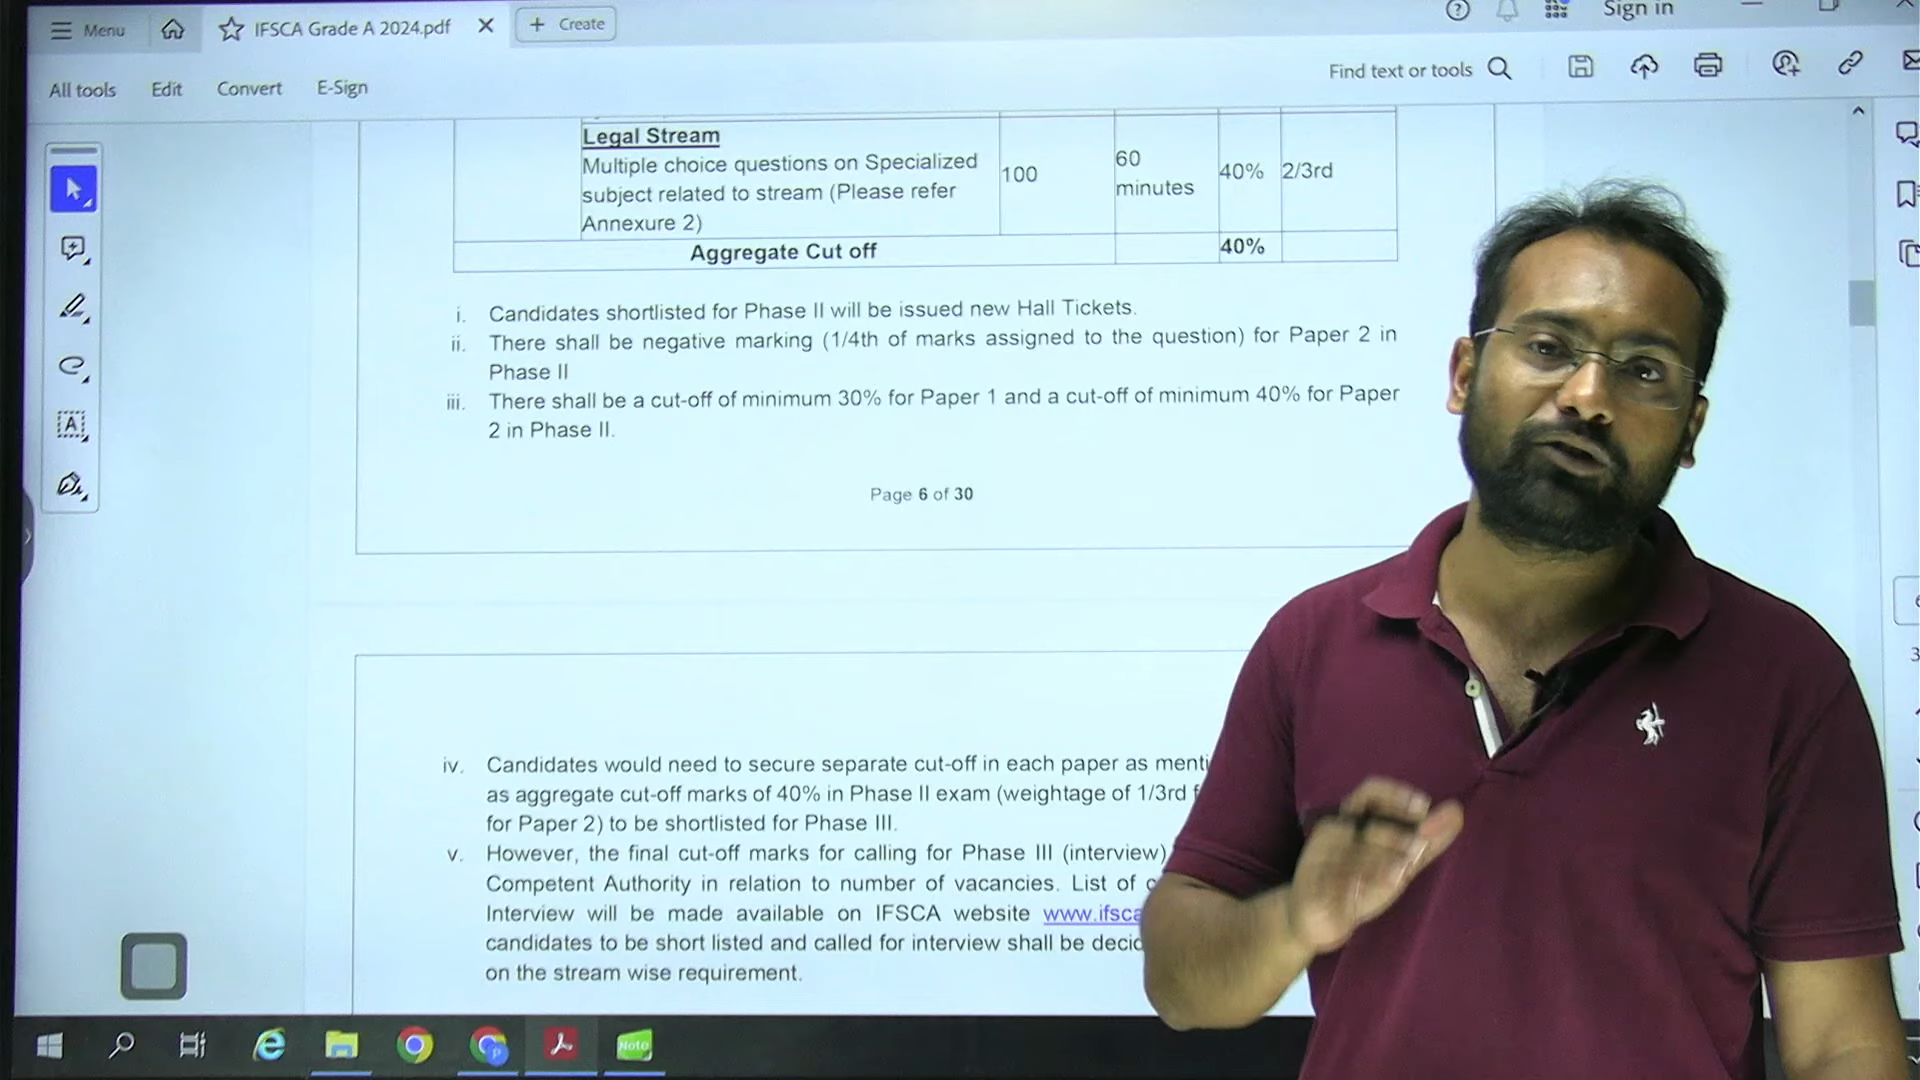 Menu
IFSCA Grade A 2024.pdf
Create
Sign in
All tools
Edit
Convert
E-Sign
Find text or tools
Legal Stream
Multiple choice questions on Specialized
subject related to stream (Please refer
Annexure 2)
100
60
minutes
40%
2/3rd
Aggregate Cut off
40%
i. Candidates shortlisted for Phase II will be issued new Hall Tickets.
ii. There shall be negative marking (1/4th of marks assigned to the question) for Paper 2 in
Phase II
iii. There shall be a cut-off of minimum 30% for Paper 1 and a cut-off of minimum 40% for Paper
2 in Phase II.
Page 6 of 30
iv. Candidates would need to secure separate cut-off in each paper as menti
as aggregate cut-off marks of 40% in Phase II exam (weightage of 1/3rd f
for Paper 2) to be shortlisted for Phase III.
v. However, the final cut-off marks for calling for Phase III (interview)
Competent Authority in relation to number of vacancies. List of c
Interview will be made available on IFSCA website www.ifsca
candidates to be short listed and called for interview shall be decid
on the stream wise requirement.
Note